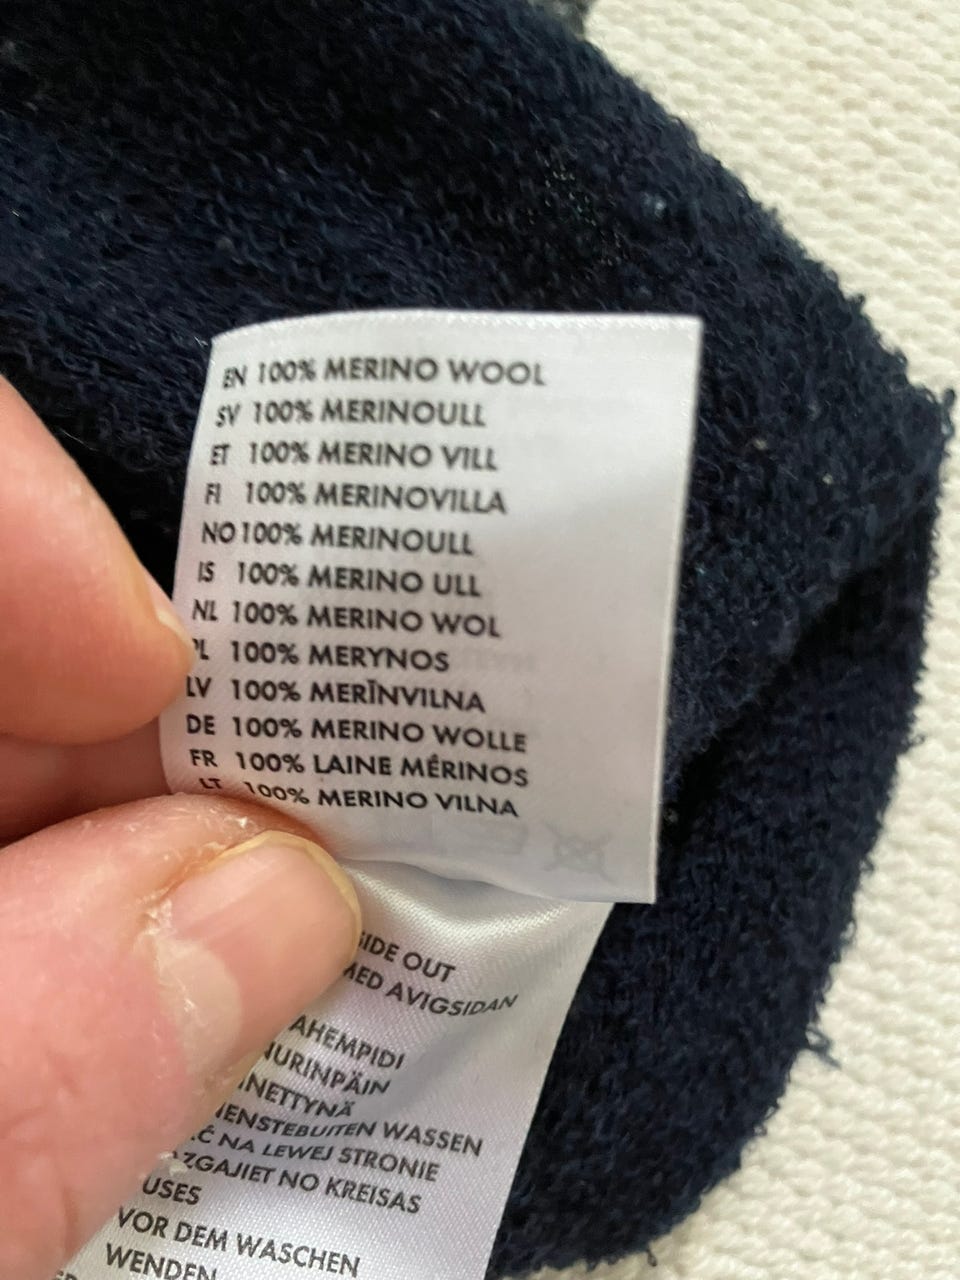 EN 100% MERINO WOOL
SV 100% MERINOULL
ET 100% MERINO VILL
FI 100% MERINOVILLA
NO 100% MERINOULL
IS 100% MERINO ULL
NL 100% MERINO WOL
PL 100% MERYNOS
LV 100% MERĪNVILNA
DE 100% MERINO WOLLE
FR 100% LAINE MÉRINOS
LT 100% MERINO VILNA
SIDE OUT
MED AVIGSIDAN
AHEMPIDI
NURINPÄIN
NNETTYNÄ
NENSTEBUITEN WASSEN
Ć NA LEWEJ STRONIE
ZGAJIET NO KREISAS
USES
VOR DEM WASCHEN
WENDEN